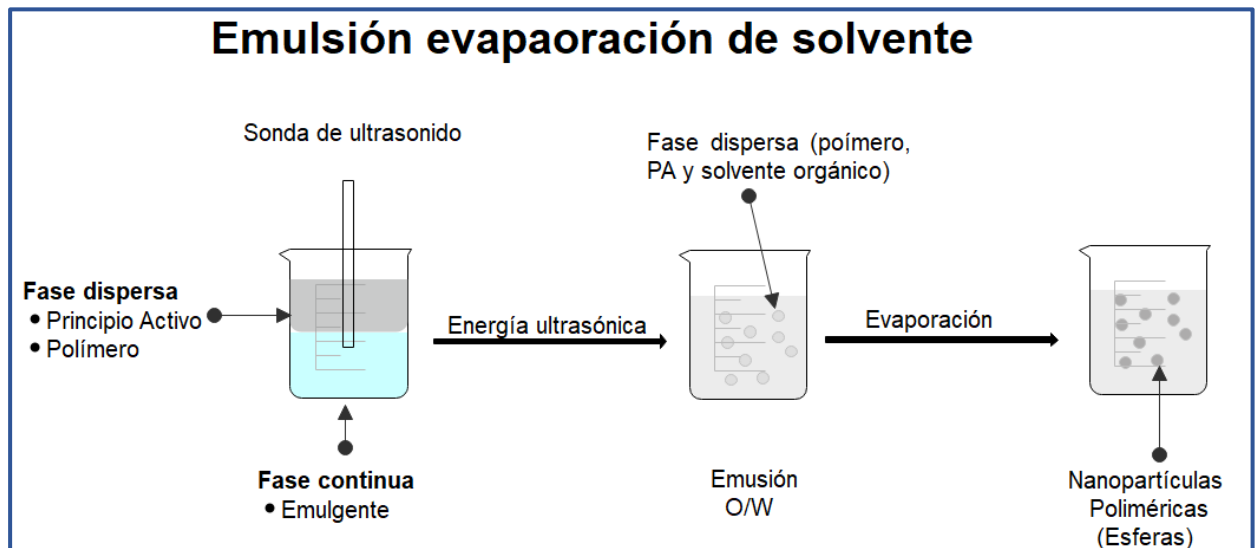 Emulsión evapaoración de solvente
Sonda de ultrasonido
Fase dispersa (poímero,
PA y solvente orgánico)
Fase dispersa
• Principio Activo
• Polímero
Energía ultrasónica
Evaporación
Fase continua
• Emulgente
Emusión
O/W
Nanopartículas
Poliméricas
(Esferas)